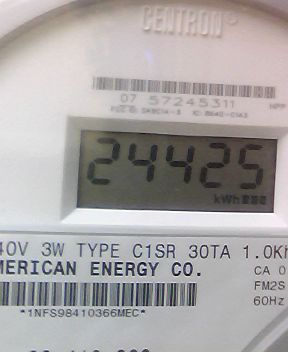 CENTRON®
07 57245311
24425
kWh
40V 3W TYPE C1SR 30TA 1.0Kh
MERICAN ENERGY CO.
CA 0
FM2S
60Hz
*1NFS98410366MEC*